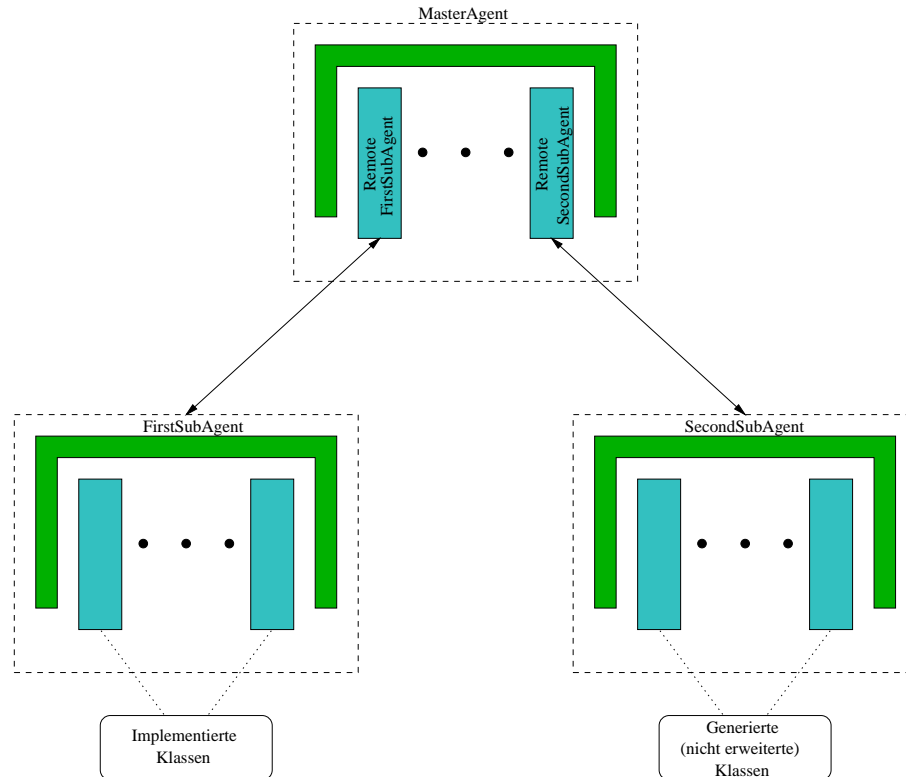 MasterAgent
Remote
FirstSubAgent
Remote
SecondSubAgent
FirstSubAgent
SecondSubAgent
Implementierte
Klassen
Generierte
(nicht erweiterte)
Klassen